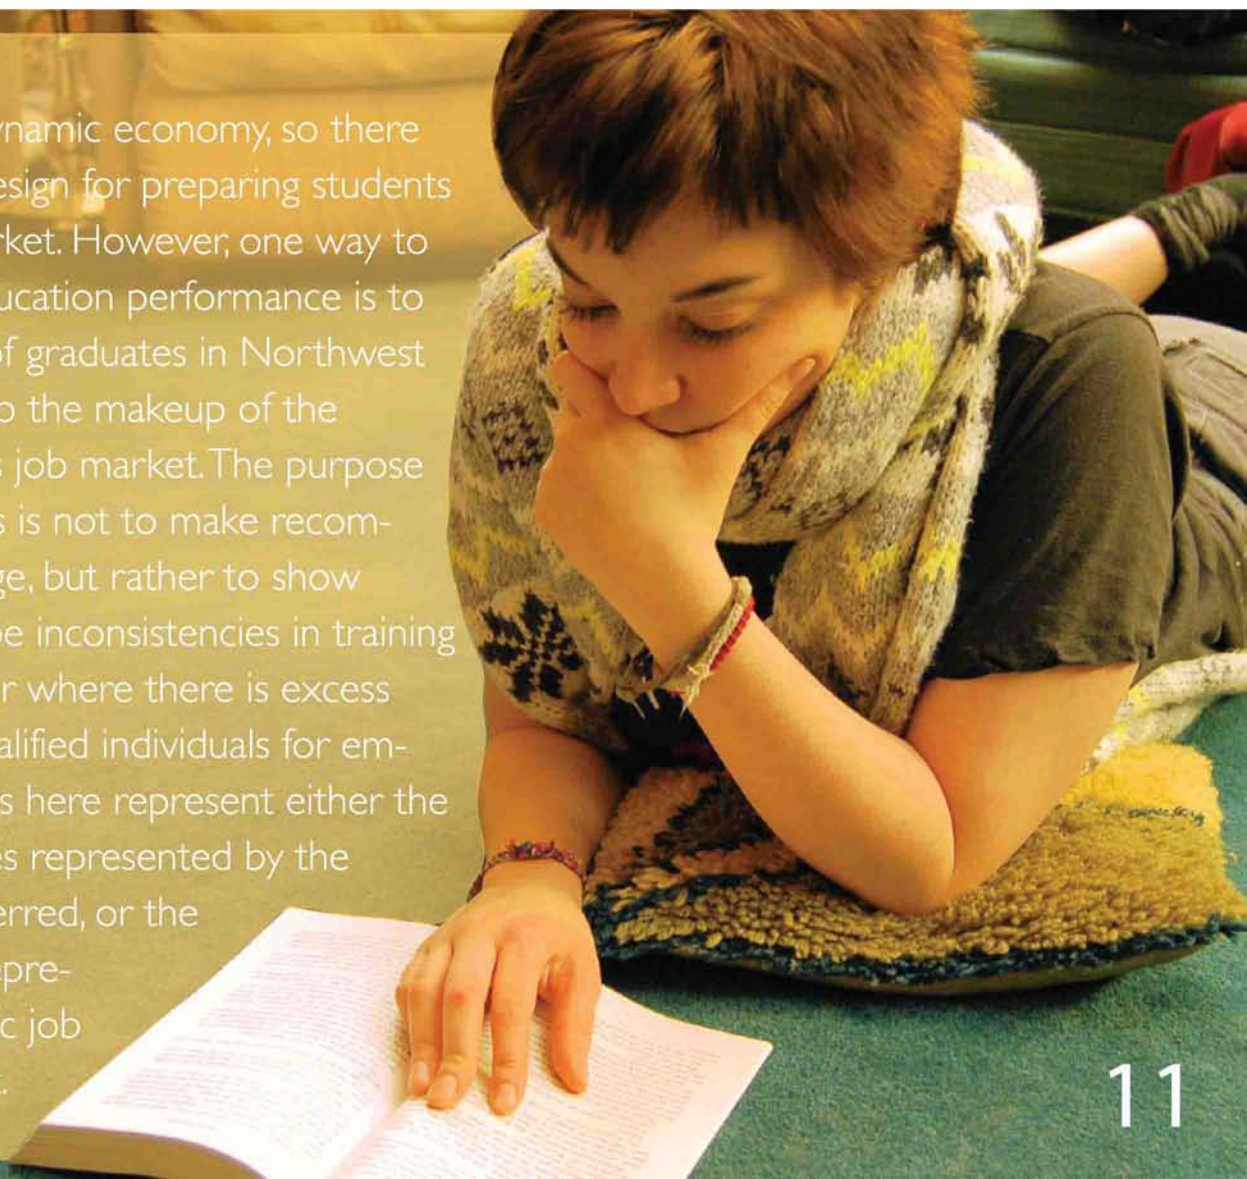 ynamic economy, so there
esign for preparing students
rket. However, one way to
ucation performance is to
of graduates in Northwest
o the makeup of the
s job market. The purpose
s is not to make recom-
ge, but rather to show
be inconsistencies in training
r where there is excess
alified individuals for em-
s here represent either the
es represented by the
erred, or the
epre-
c job
.
11